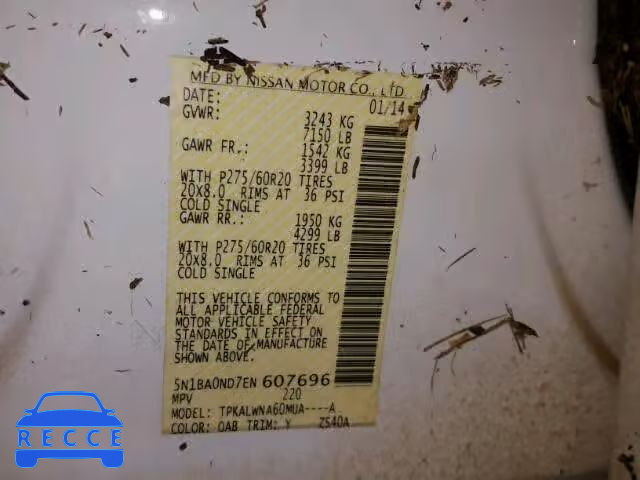 MFD BY NISSAN MOTOR CO., LTD
DATE: 01/14
GVWR: 3243 KG
7150 LB
GAWR FR.: 1542 KG
3399 LB
WITH P275/60R20 TIRES
20X8.0 RIMS AT 36 PSI
COLD SINGLE
GAWR RR.: 1950 KG
4299 LB
WITH P275/60R20 TIRES
20X8.0 RIMS AT 36 PSI
COLD SINGLE
THIS VEHICLE CONFORMS TO
ALL APPLICABLE FEDERAL
MOTOR VEHICLE SAFETY
STANDARDS IN EFFECT ON
THE DATE OF MANUFACTURE
SHOWN ABOVE.
5N1BA0ND7EN 607696
MPV 220
MODEL: TPKALWNA60MUA----A
COLOR: QAB TRIM: Y ZS40A
RECCE